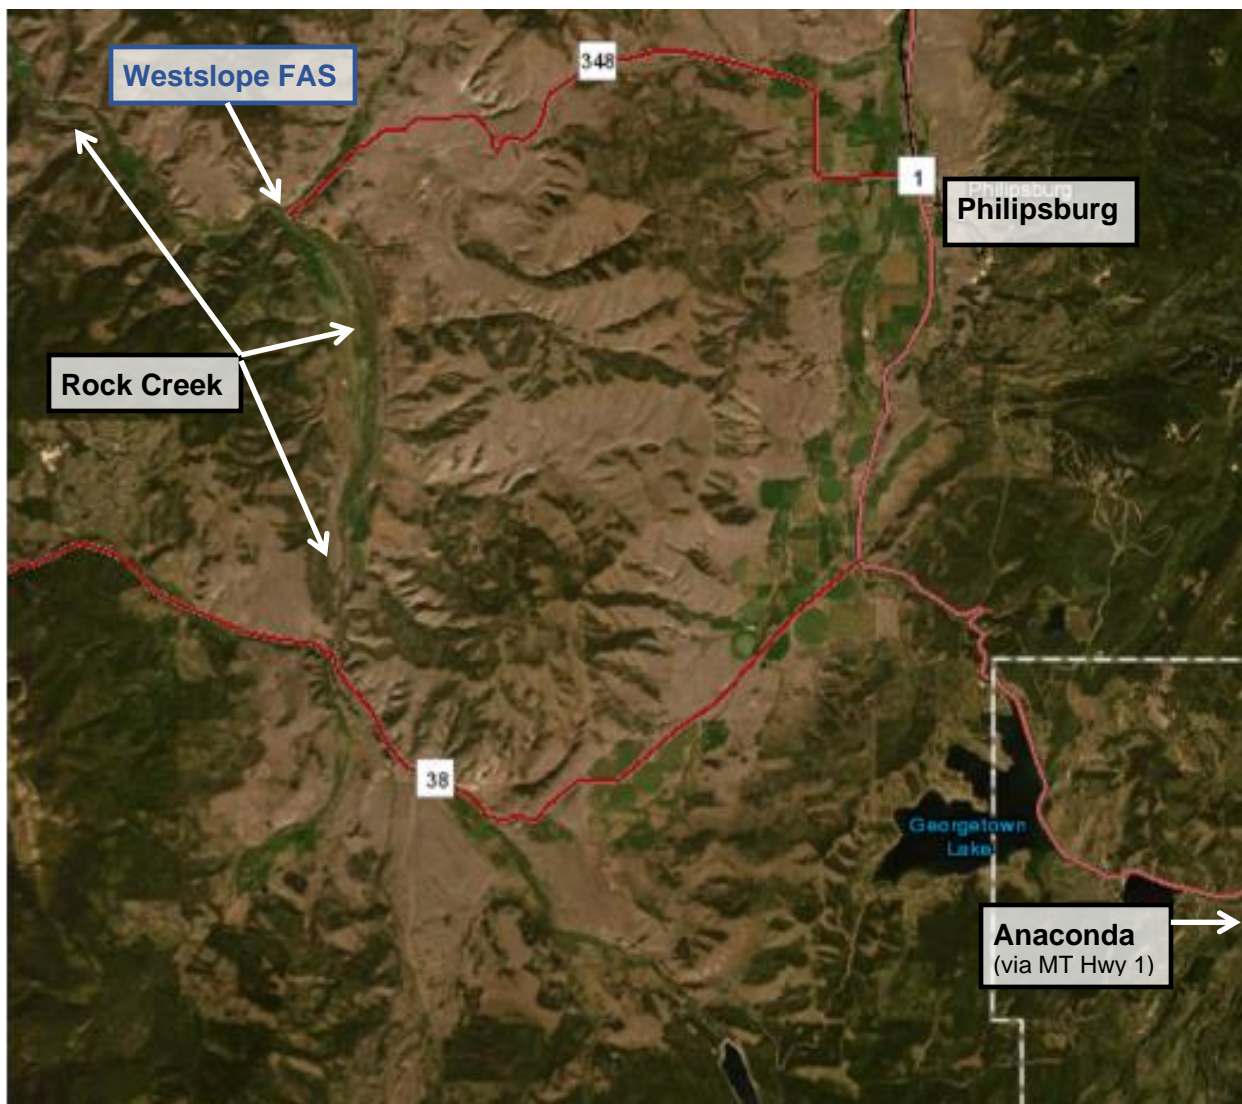 348
Westslope FAS
1
Philipsburg
Philipsburg
Rock Creek
38
Georgetown
Lake
Anaconda
(via MT Hwy 1)